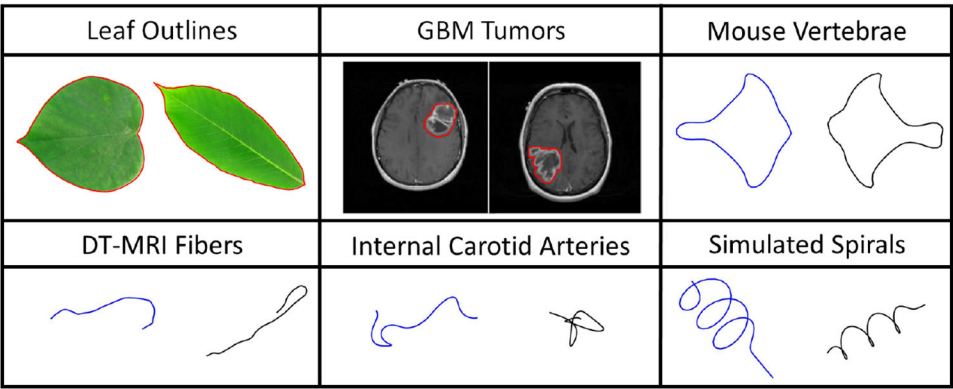 Leaf Outlines
GBM Tumors
Mouse Vertebrae
DT-MRI Fibers
Internal Carotid Arteries
Simulated Spirals